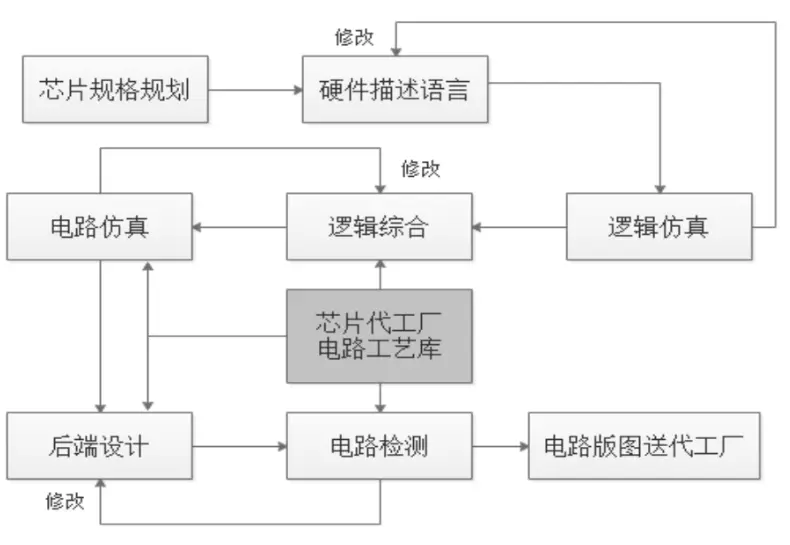 修改
芯片规格规划
硬件描述语言
修改
电路仿真
逻辑综合
逻辑仿真
芯片代工厂
电路工艺库
后端设计
电路检测
电路版图送代工厂
修改